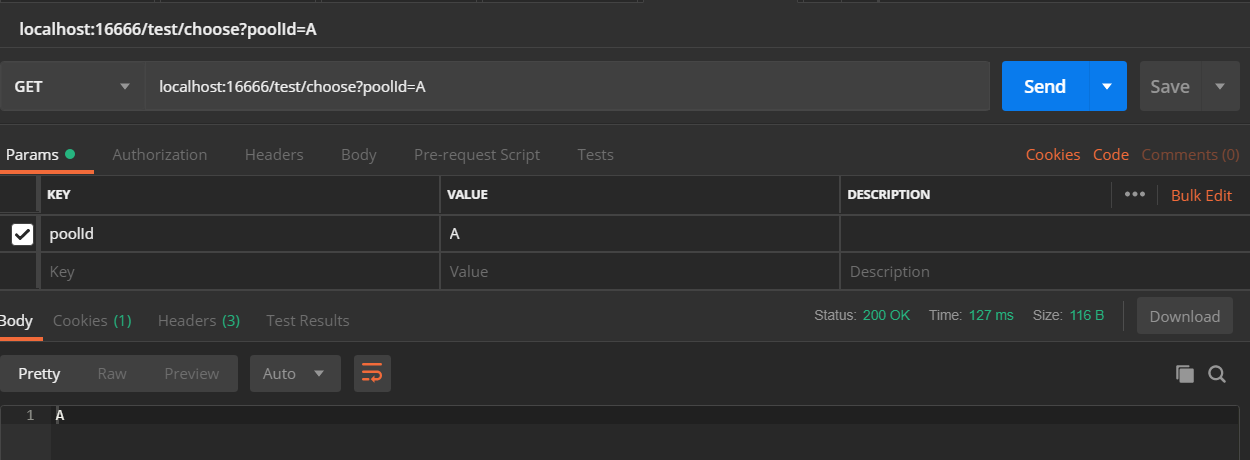 localhost:16666/test/choose?poolId=A
GET localhost:16666/test/choose?poolId=A Send Save
Params Authorization Headers Body Pre-request Script Tests Cookies Code Comments (0)
KEY VALUE DESCRIPTION ••• Bulk Edit
poolId A
Key Value Description
Body Cookies (1) Headers (3) Test Results Status: 200 OK Time: 127 ms Size: 116 B Download
Pretty Raw Preview Auto
1 A